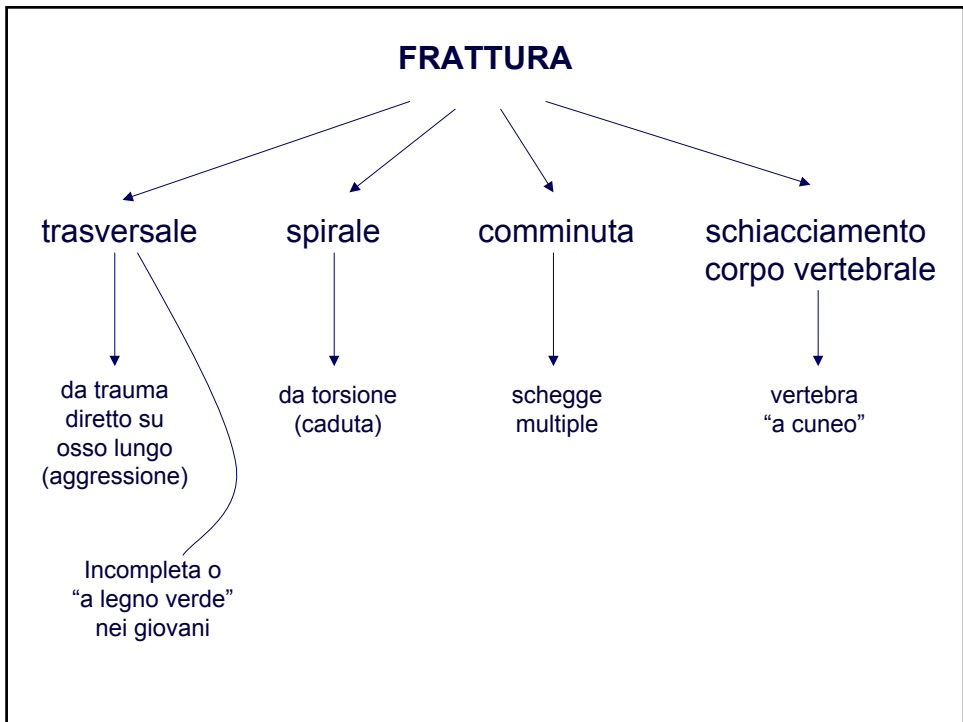 FRATTURA
trasversale
spirale
comminuta
schiacciamento
corpo vertebrale
da trauma
diretto su
osso lungo
(aggressione)
da torsione
(caduta)
schegge
multiple
vertebra
“a cuneo”
Incompleta o
“a legno verde”
nei giovani